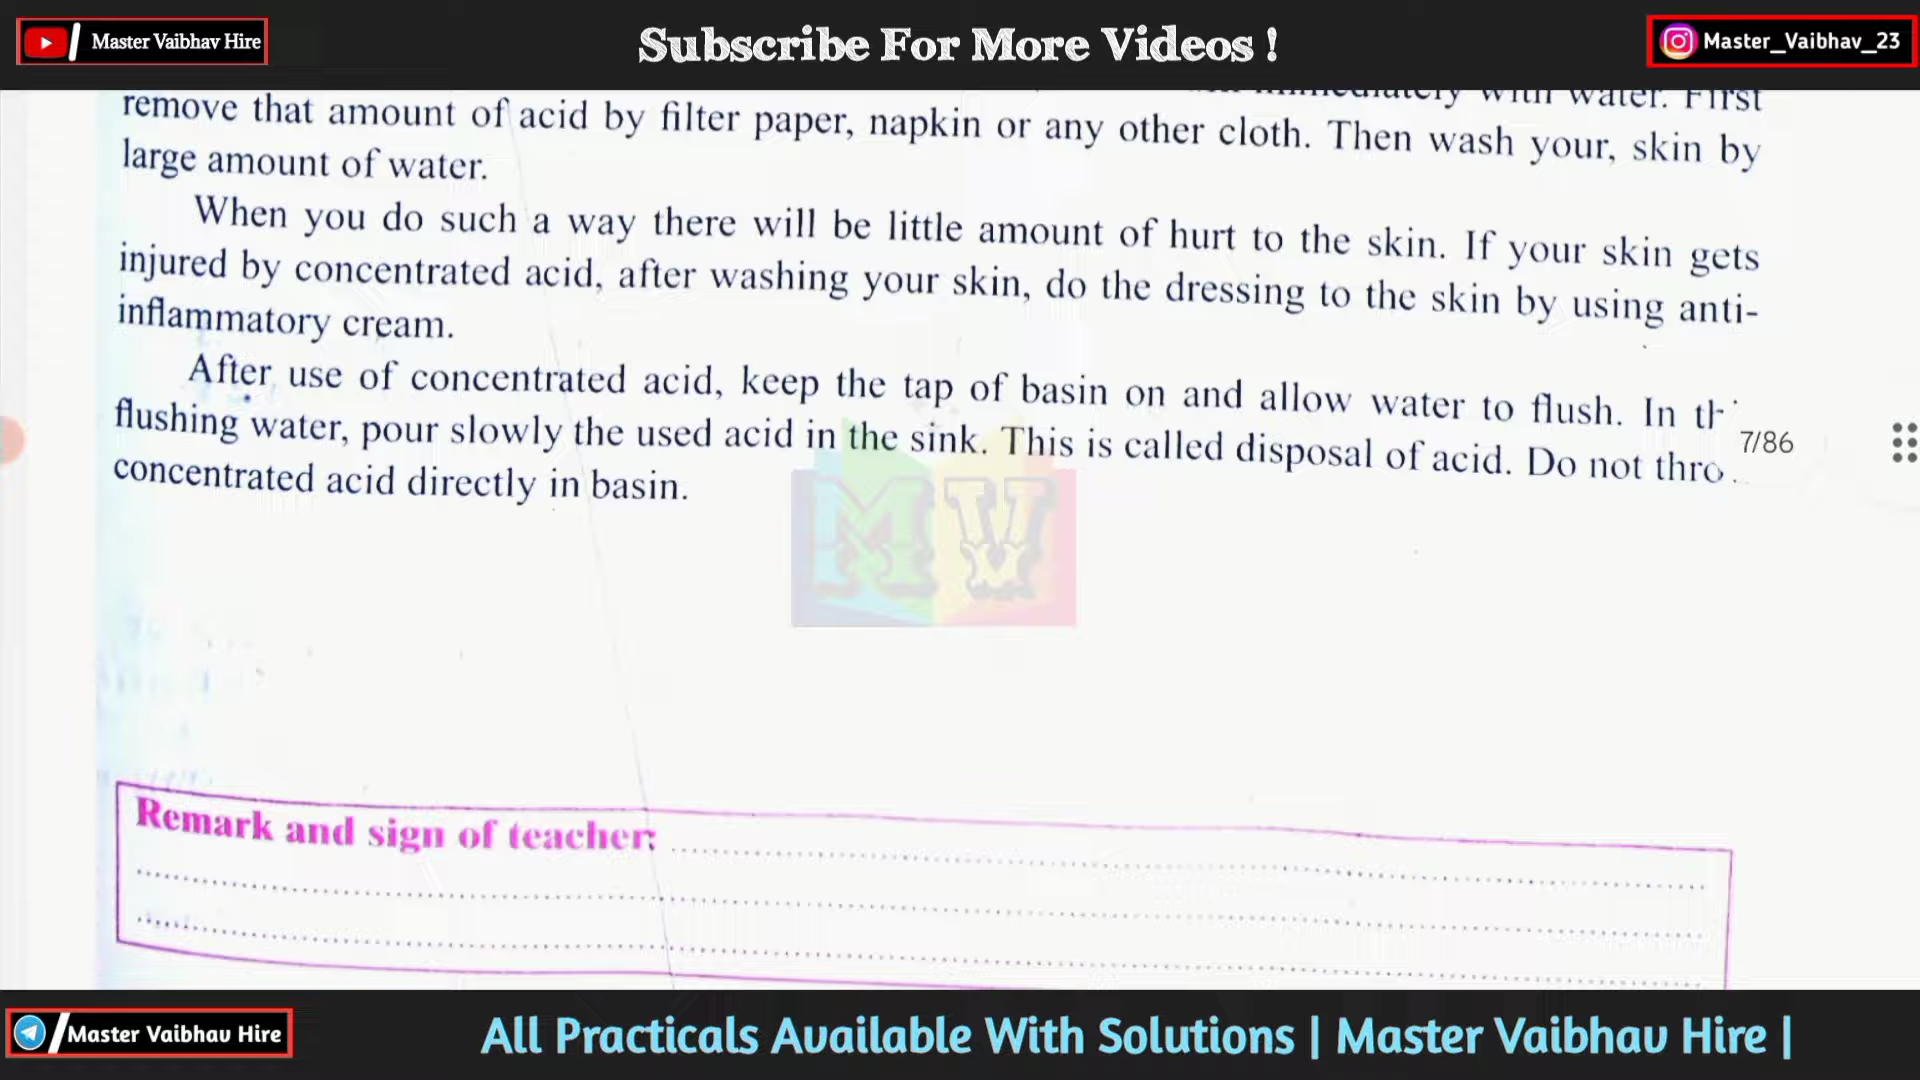 Master Vaibhav Hire
Subscribe For More Videos !
Master_Vaibhav_23
immediately with water. First
remove that amount of acid by filter paper, napkin or any other cloth. Then wash your, skin by
large amount of water.
When you do such a way there will be little amount of hurt to the skin. If your skin gets
injured by concentrated acid, after washing your skin, do the dressing to the skin by using anti-
inflammatory cream.
After use of concentrated acid, keep the tap of basin on and allow water to flush. In th
flushing water, pour slowly the used acid in the sink. This is called disposal of acid. Do not thro
7/86
concentrated acid directly in basin.
MV
Remark and sign of teacher:
Master Vaibhav Hire
All Practicals Available With Solutions | Master Vaibhav Hire |